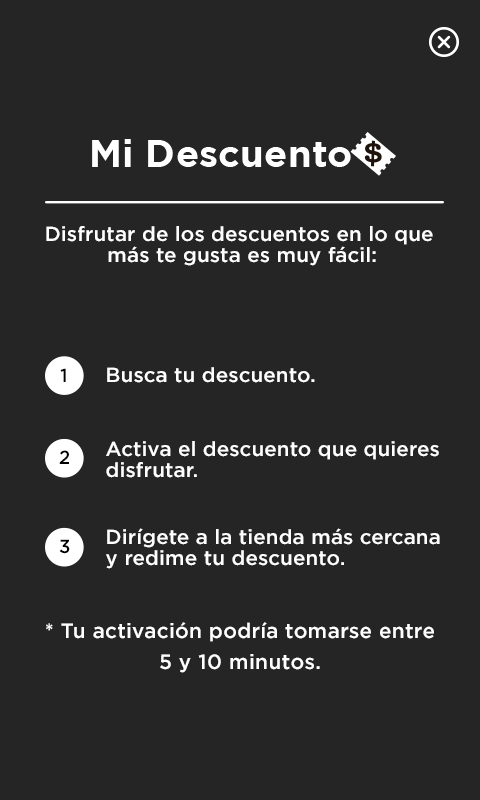 Mi Descuento$
Disfrutar de los descuentos en lo que
más te gusta es muy fácil:
1 Busca tu descuento.
2 Activa el descuento que quieres
disfrutar.
3 Dirígete a la tienda más cercana
y redime tu descuento.
* Tu activación podría tomarse entre
5 y 10 minutos.